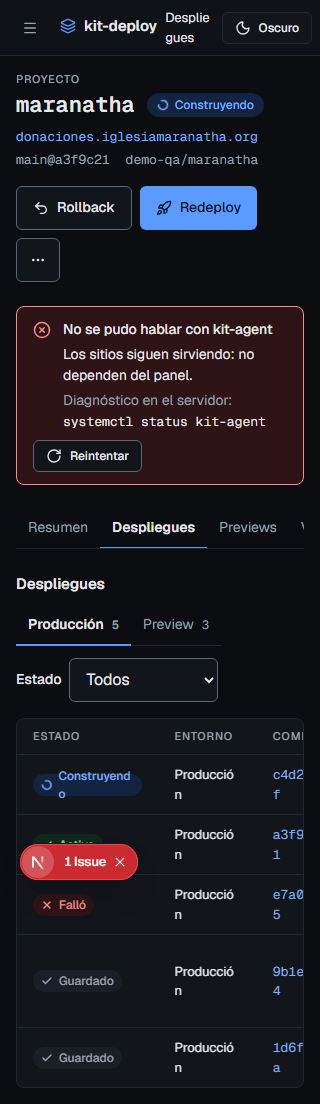 kit-deploy
Desplie
gues
Oscuro
PROYECTO
maranatha
Construyendo
donaciones.iglesiamaranatha.org
main@a3f9c21 demo-qa/maranatha
Rollback
Redeploy
...
No se pudo hablar con kit-agent
Los sitios siguen sirviendo: no
dependen del panel.
Diagnóstico en el servidor:
systemctl status kit-agent
Reintentar
Resumen Despliegues Previews
Despliegues
Producción 5 Preview 3
Estado Todos
ESTADO ENTORNO
Construyend
o
Producció
n
c4d2
f
Producció
n
a3f9
1
N 1 Issue
Falló
Producció
n
e7a0
5
Guardado
Producció
n
9b1e
4
Guardado
Producció
n
1d6f
a